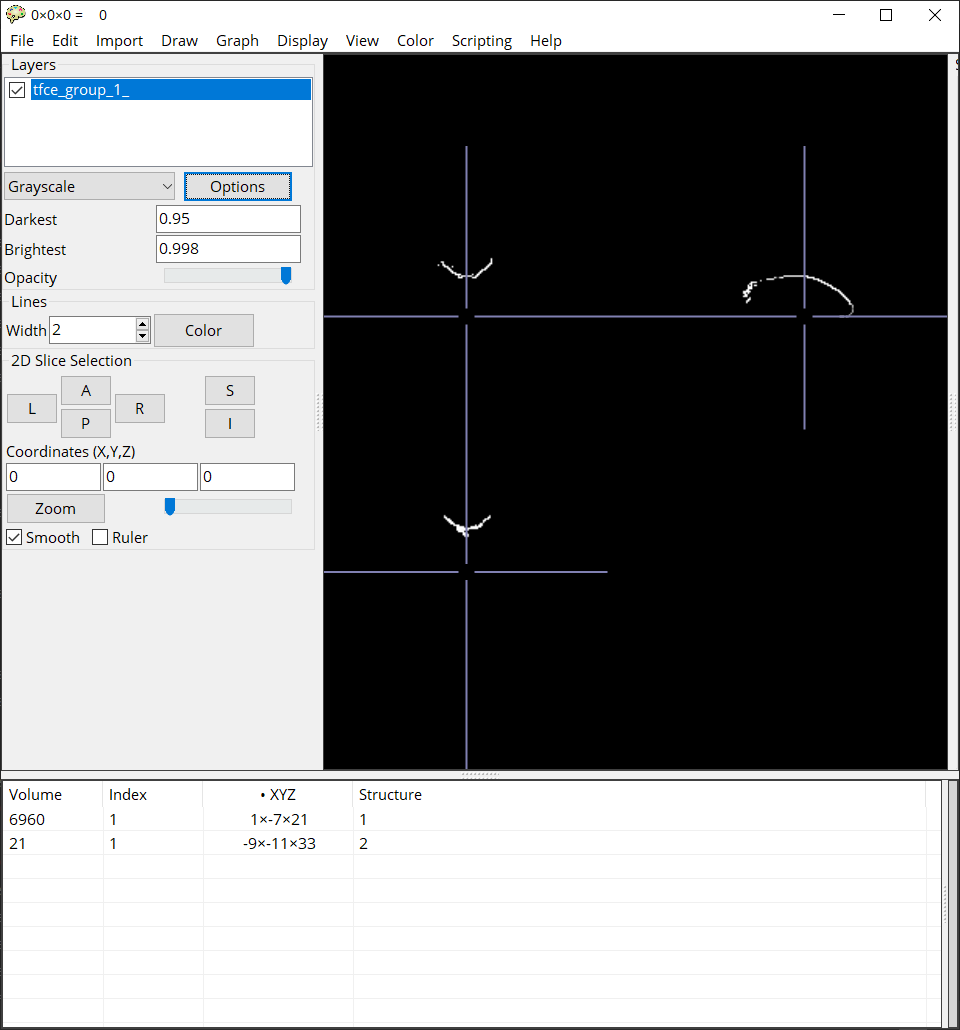 0×0×0 = 0
File Edit Import Draw Graph Display View Color Scripting Help
Layers
tfce_group_1_
Grayscale Options
Darkest 0.95
Brightest 0.998
Opacity
Lines
Width 2 Color
2D Slice Selection
A S
L R
P I
Coordinates (X,Y,Z)
0 0 0
Zoom
Smooth Ruler
Volume Index • XYZ Structure
6960 1 1×-7×21 1
21 1 -9×-11×33 2